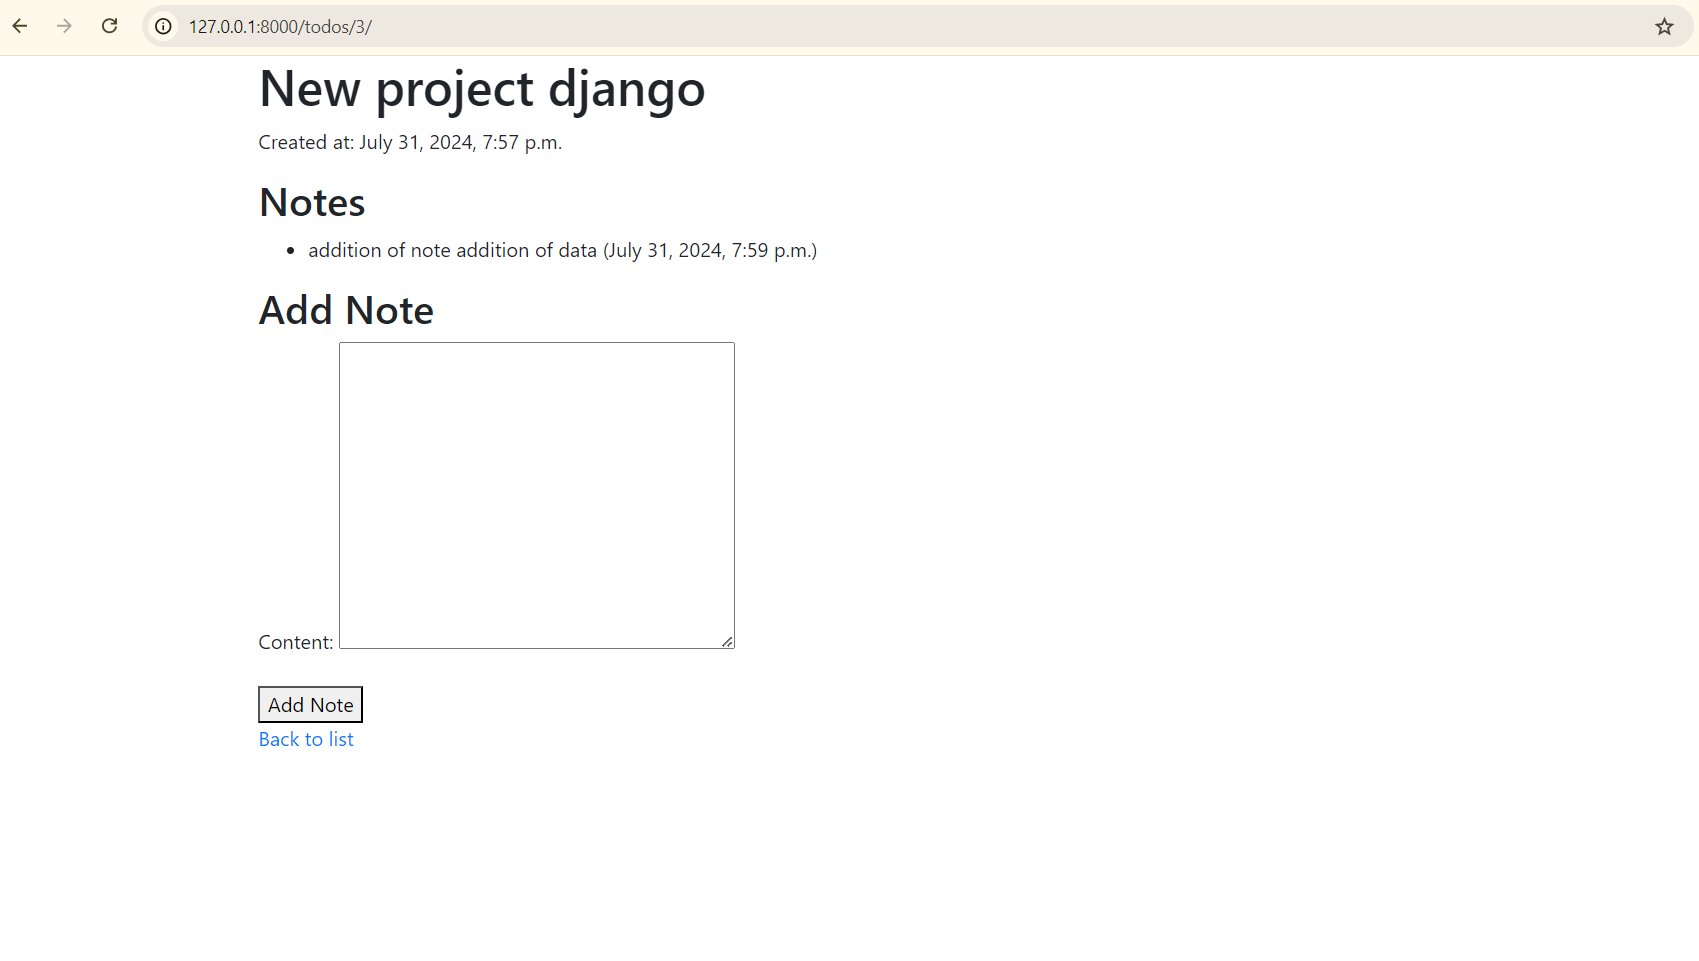 127.0.0.1:8000/todos/3/
New project django
Created at: July 31, 2024, 7:57 p.m.
Notes
• addition of note addition of data (July 31, 2024, 7:59 p.m.)
Add Note
Content:
Add Note
Back to list